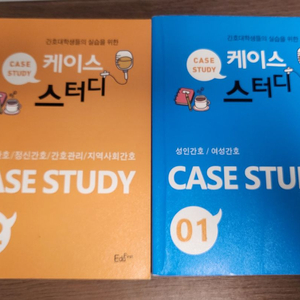 간호대학생들의 실습을 위한
CASE STUDY
케이스
스터디
호/정신간호/간호관리/지역사회간호
ASE STUDY
간호대학생들의 실습을 위한
CASE STUDY
케이스
스터디
성인간호 / 여성간호
CASE STU
01